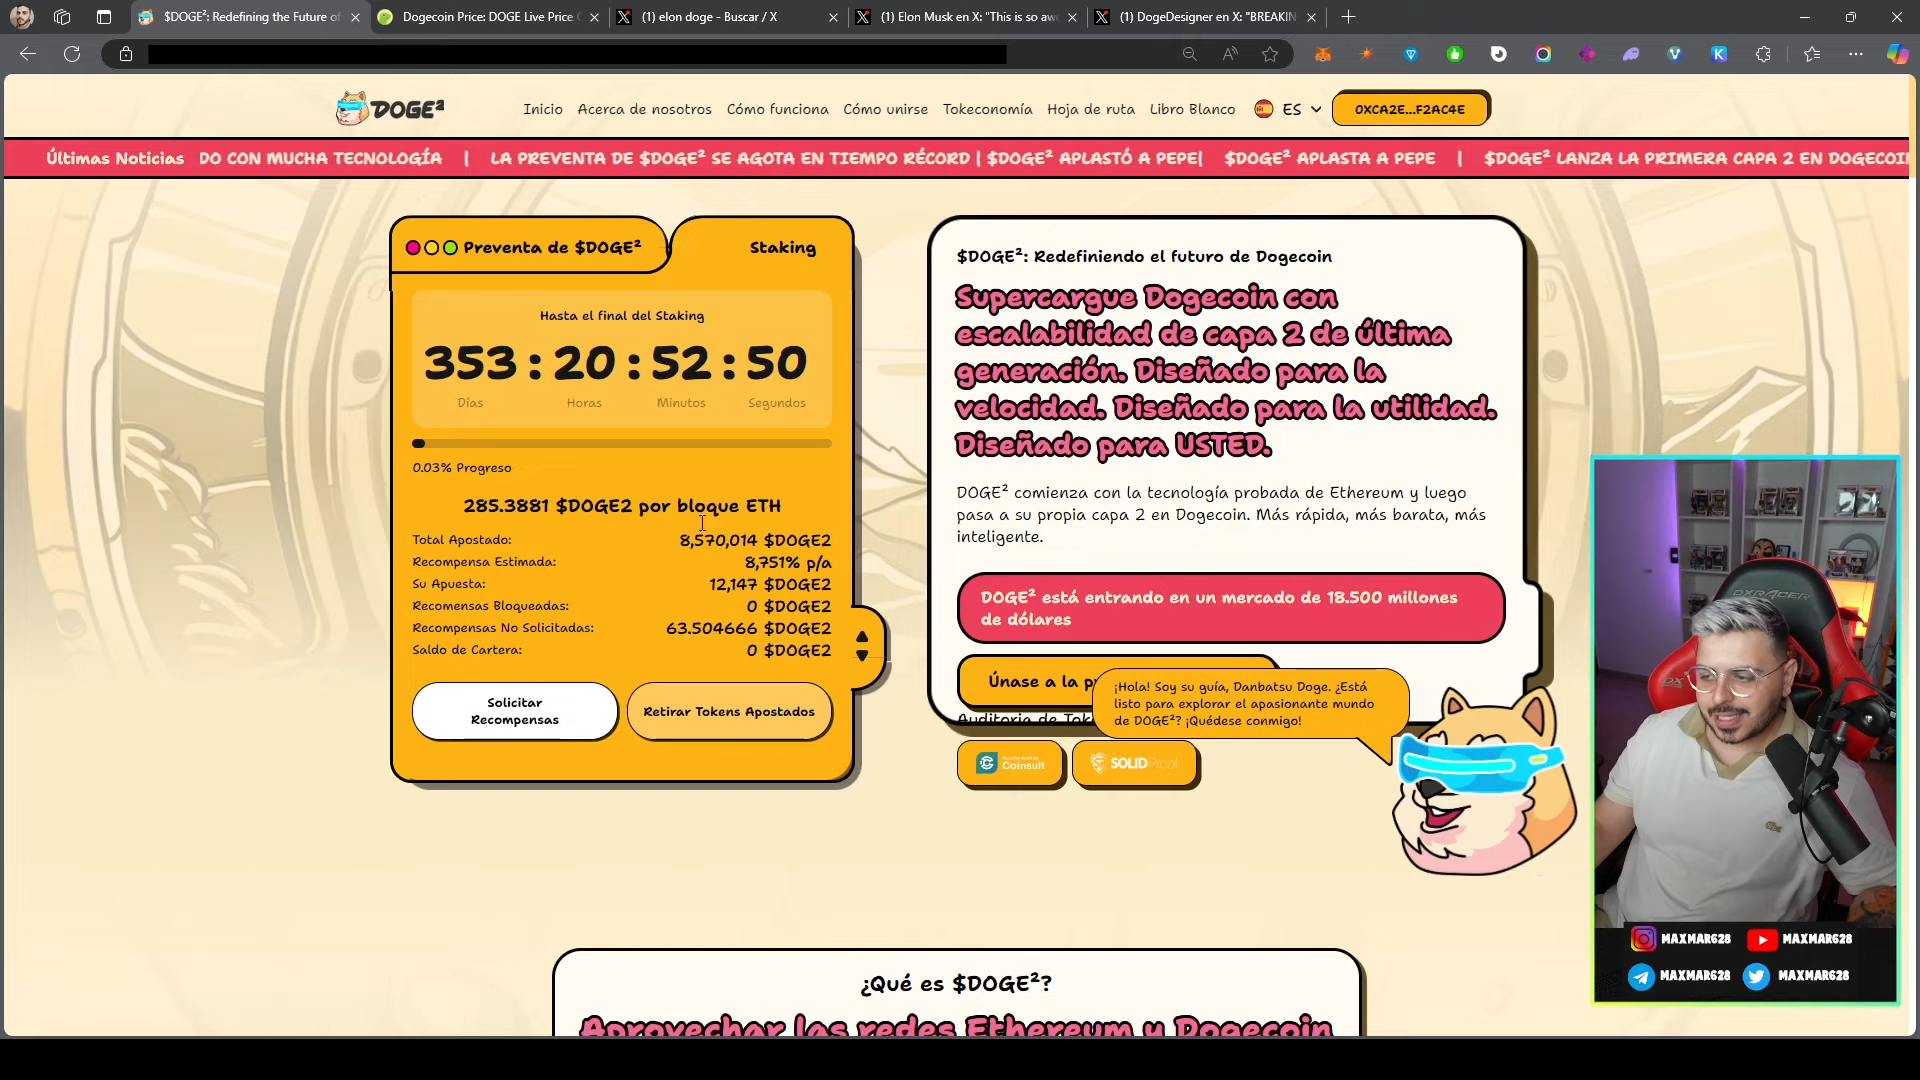 $DOGE²: Redefining the Future of
Dogecoin Price: DOGE Live Price
(1) elon doge - Buscar / X
(1) Elon Musk en X: "This is so aw
(1) DogeDesigner en X: "BREAKIN
DOGE²
Inicio
Acerca de nosotros
Cómo funciona
Cómo unirse
Tokeconomía
Hoja de ruta
Libro Blanco
ES
0XCA2E...F2AC4E
Últimas Noticias
DO CON MUCHA TECNOLOGÍA | LA PREVENTA DE $DOGE² SE AGOTA EN TIEMPO RÉCORD | $DOGE² APLASTÓ A PEPE| $DOGE² APLASTA A PEPE | $DOGE² LANZA LA PRIMERA CAPA 2 EN DOGECOIN
Preventa de $DOGE²
Staking
Hasta el final del Staking
353 : 20 : 52 : 50
Días Horas Minutos Segundos
0.03% Progreso
285.3881 $DOGE2 por bloque ETH
Total Apostado: 8,570,014 $DOGE2
Recompensa Estimada: 8,751% p/a
Su Apuesta: 12,147 $DOGE2
Recomensas Bloqueadas: 0 $DOGE2
Recompensas No Solicitadas: 63.504666 $DOGE2
Saldo de Cartera: 0 $DOGE2
Solicitar
Recompensas
Retirar Tokens Apostados
$DOGE²: Redefiniendo el futuro de Dogecoin
Supercargue Dogecoin con
escalabilidad de capa 2 de última
generación. Diseñado para la
velocidad. Diseñado para la utilidad.
Diseñado para USTED.
DOGE² comienza con la tecnología probada de Ethereum y luego
pasa a su propia capa 2 en Dogecoin. Más rápida, más barata, más
inteligente.
DOGE² está entrando en un mercado de 18.500 millones
de dólares
Únase a la p
Auditoría de Tok
Coinsult
SOLIDProof
¡Hola! Soy su guía, Danbatsu Doge. ¿Está
listo para explorar el apasionante mundo
de DOGE²? ¡Quédese conmigo!
DXRACER
MAXMAR628
MAXMAR628
MAXMAR628
MAXMAR628
¿Qué es $DOGE²?
Aprovechar las redes Ethereum y Dogecoin